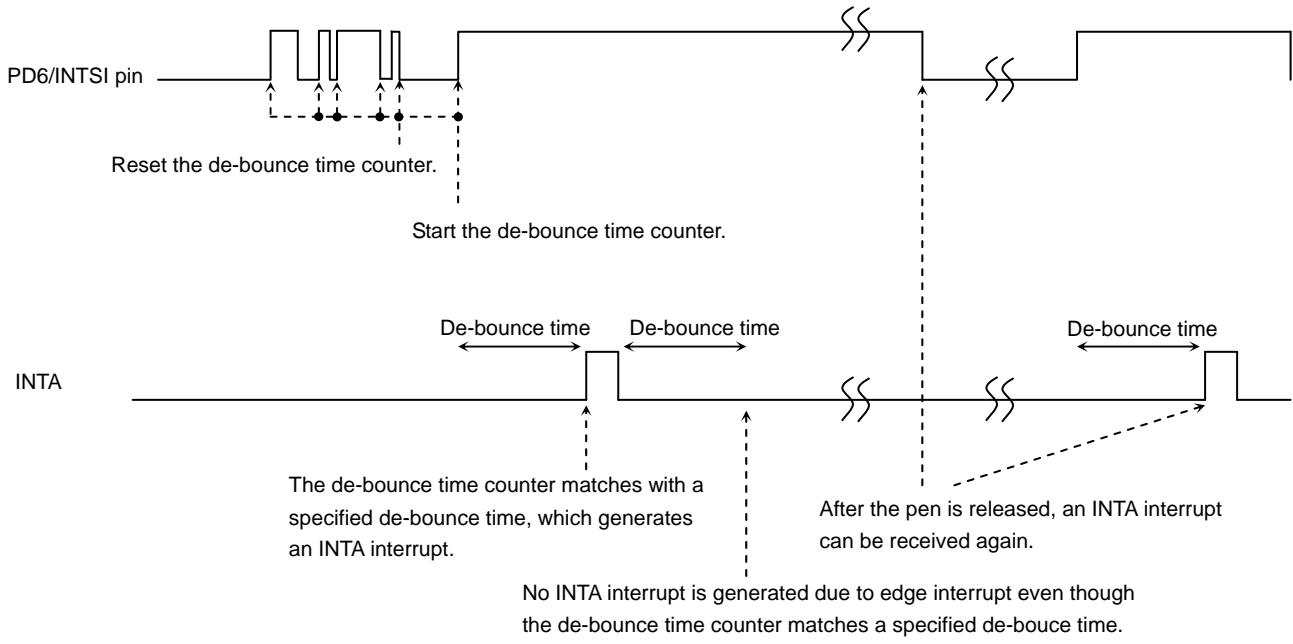 PD6/INTSI pin
Reset the de-bounce time counter.
Start the de-bounce time counter.
De-bounce time
De-bounce time
De-bounce time
INTA
The de-bounce time counter matches with a
specified de-bounce time, which generates
an INTA interrupt.
After the pen is released, an INTA interrupt
can be received again.
No INTA interrupt is generated due to edge interrupt even though
the de-bounce time counter matches a specified de-bouce time.